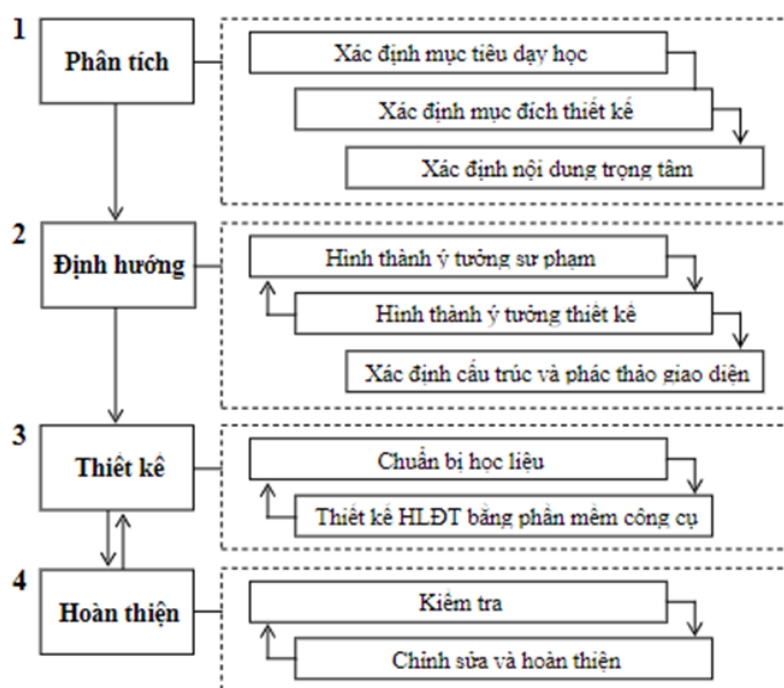 1
Phân tích
Xác định mục tiêu dạy học
Xác định mục đích thiết kế
Xác định nội dung trọng tâm
2
Định hướng
Hình thành ý tưởng sư phạm
Hình thành ý tưởng thiết kế
Xác định cấu trúc và phác thảo giao diện
3
Thiết kế
Chuẩn bị học liệu
Thiết kế HLĐT bằng phần mềm công cụ
4
Hoàn thiện
Kiểm tra
Chỉnh sửa và hoàn thiện